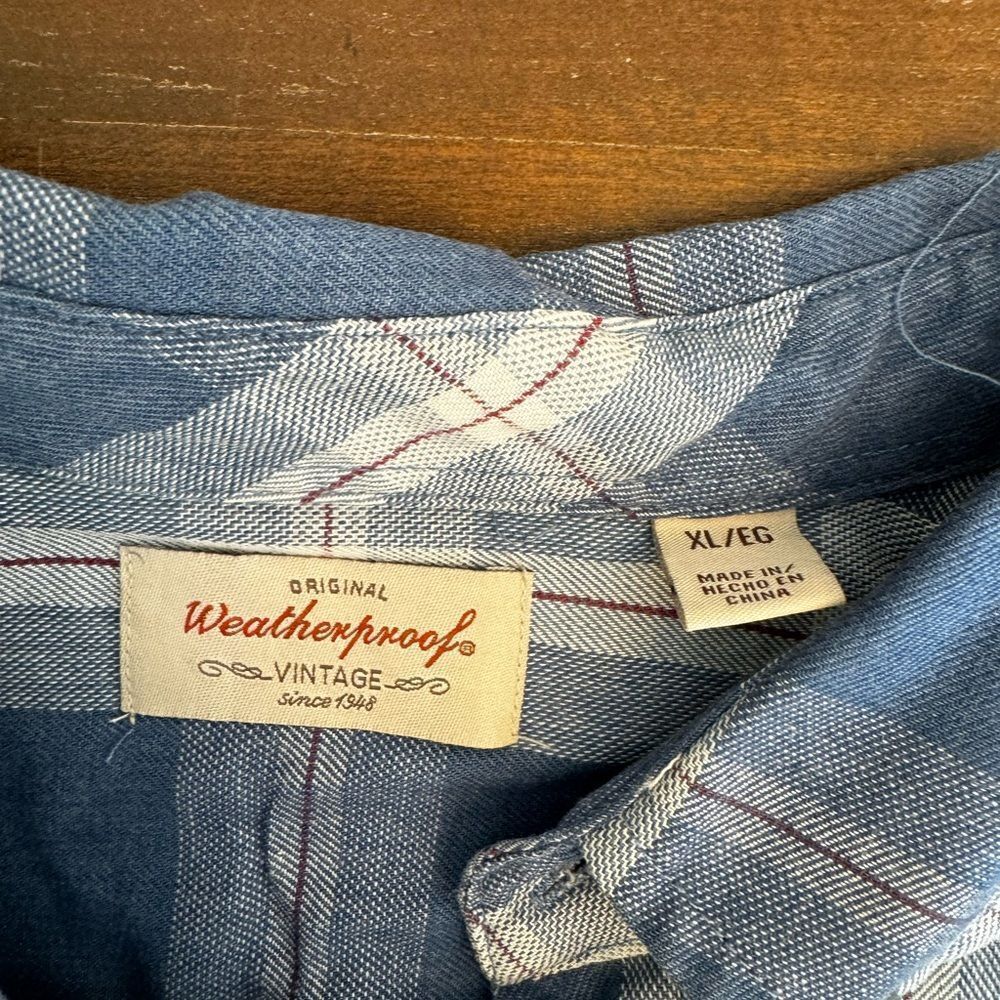 ORIGINAL
Weatherproof®
VINTAGE
since 1948
XL/EG
MADE IN/
HECHO EN
CHINA